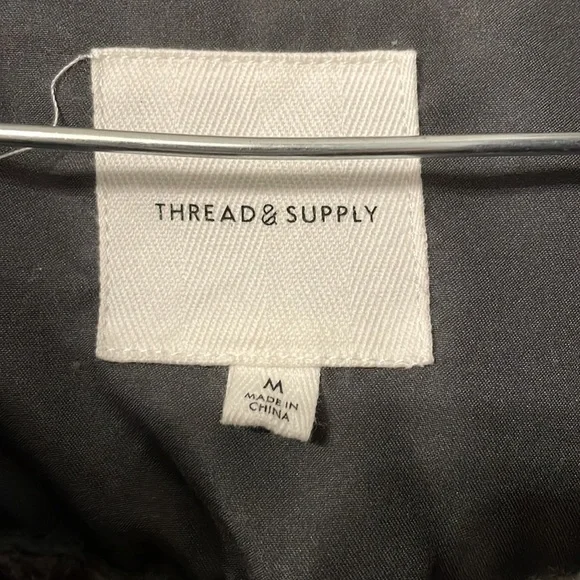 THREAD & SUPPLY
M
MADE IN
CHINA